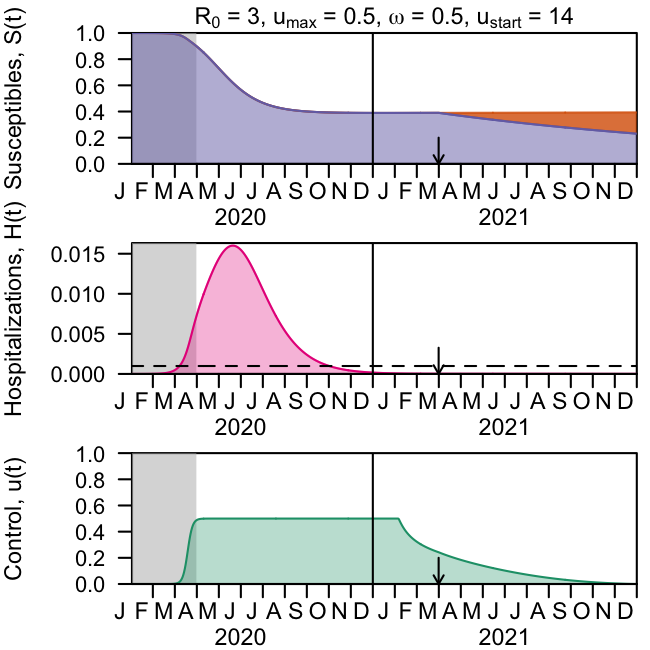 R₀ = 3, uₘₐₓ = 0.5, ω = 0.5, uₛₜₐᵣₜ = 14
Susceptibles, S(t)
1.0
0.8
0.6
0.4
0.2
0.0
J F M A M J J A S O N D J F M A M J J A S O N D
2020 2021
Hospitalizations, H(t)
0.015
0.010
0.005
0.000
J F M A M J J A S O N D J F M A M J J A S O N D
2020 2021
Control, u(t)
1.0
0.8
0.6
0.4
0.2
0.0
J F M A M J J A S O N D J F M A M J J A S O N D
2020 2021